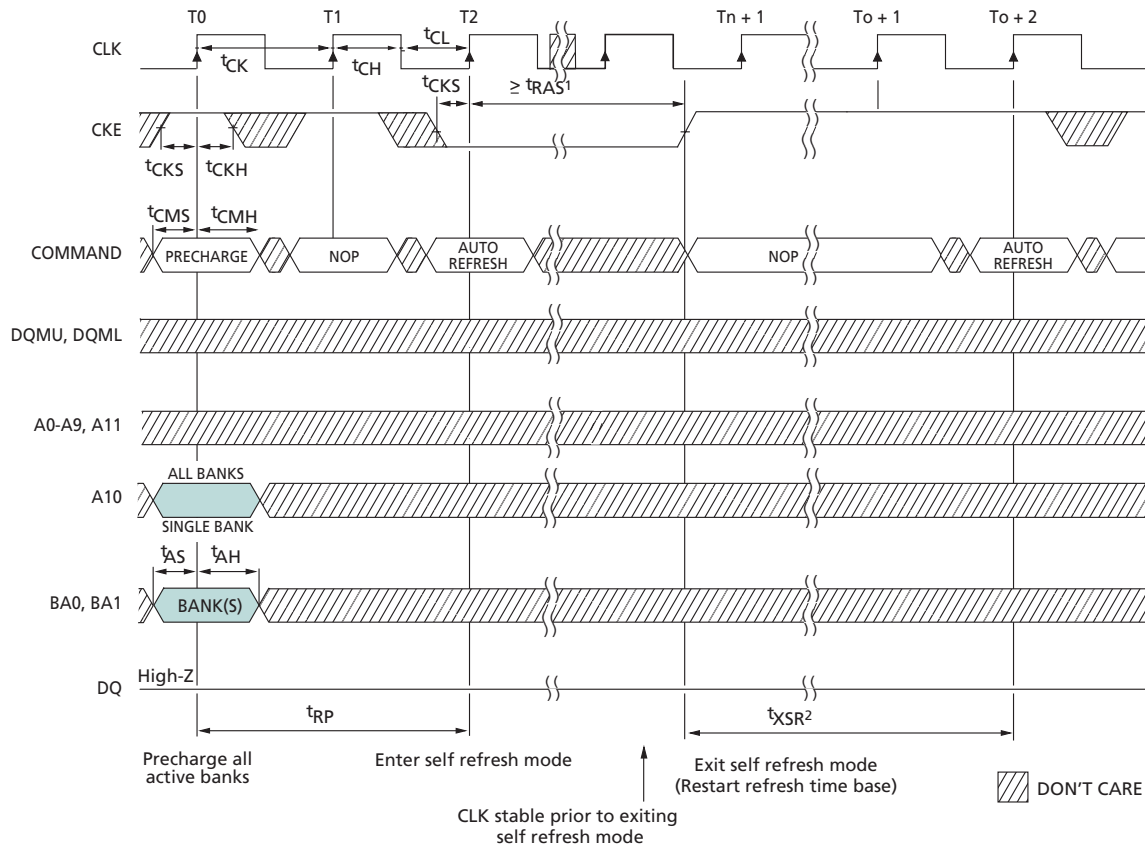 T0 T1 T2 Tn + 1 To + 1 To + 2
CLK
tCK tCH tCL
tCKS ≥ tRAS1
CKE
tCKS tCKH
tCMS tCMH
COMMAND PRECHARGE NOP AUTO REFRESH NOP AUTO REFRESH
DQMU, DQML
A0-A9, A11
ALL BANKS
A10
SINGLE BANK
tAS tAH
BA0, BA1 BANK(S)
High-Z
DQ
tRP tXSR2
Precharge all
active banks
Enter self refresh mode
Exit self refresh mode
(Restart refresh time base)
CLK stable prior to exiting
self refresh mode
DON'T CARE